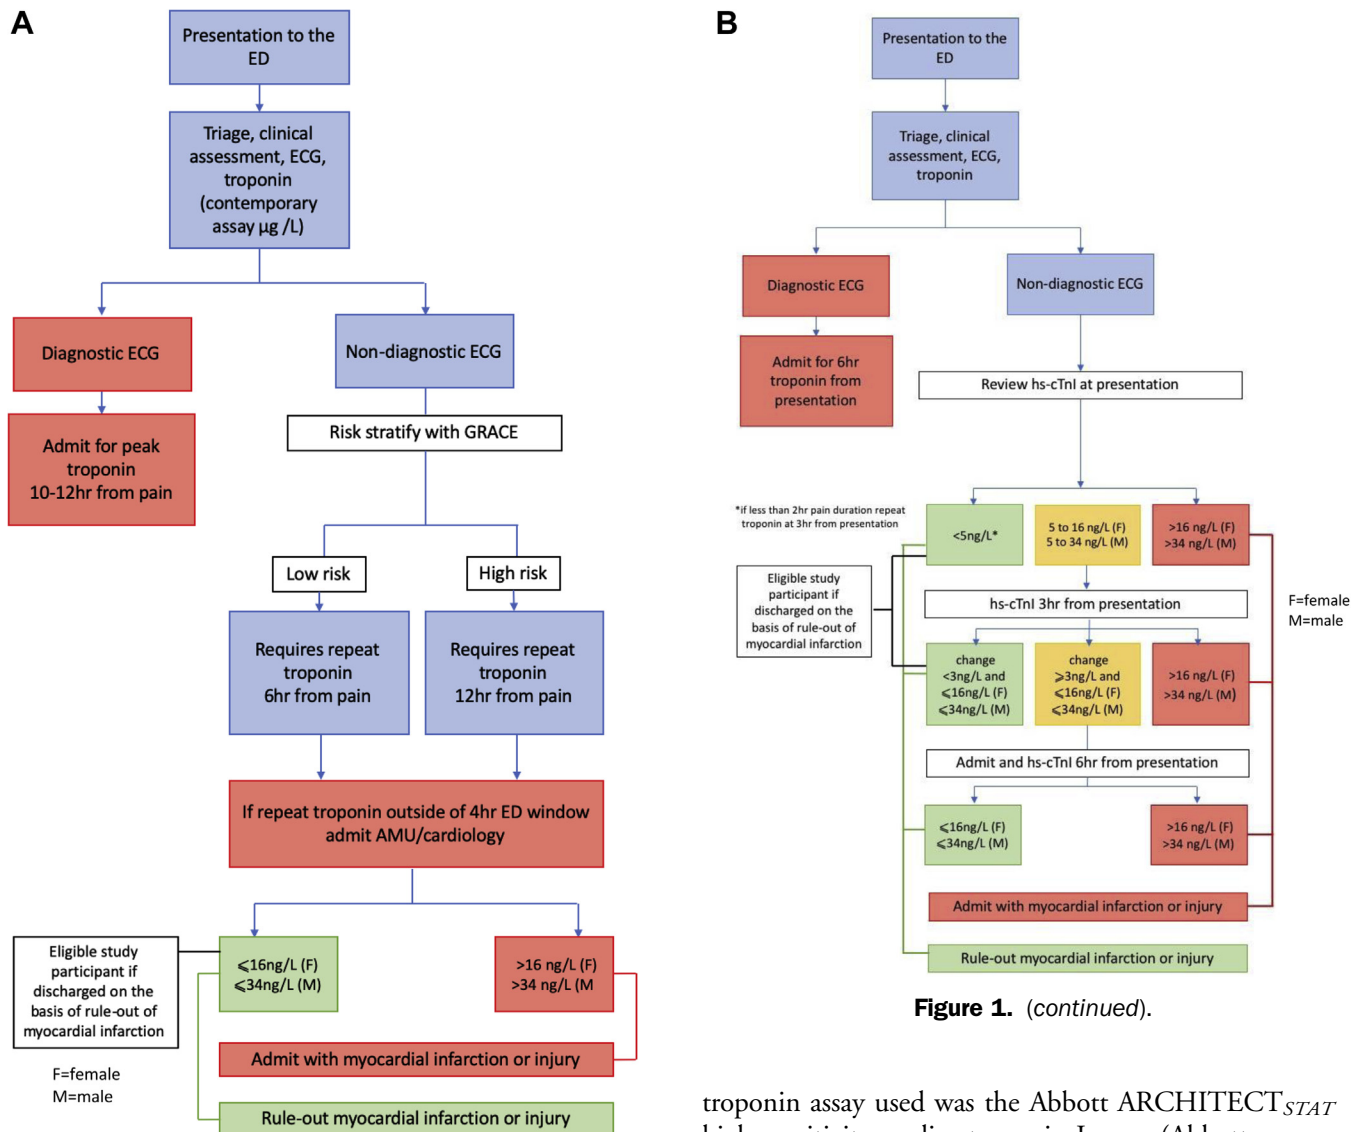 A
Presentation to the
ED
Triage, clinical
assessment, ECG,
troponin
(contemporary
assay µg /L)
Diagnostic ECG
Non-diagnostic ECG
Admit for peak
troponin
10-12hr from pain
Risk stratify with GRACE
Low risk
High risk
Requires repeat
troponin
6hr from pain
Requires repeat
troponin
12hr from pain
If repeat troponin outside of 4hr ED window
admit AMU/cardiology
Eligible study
participant if
discharged on the
basis of rule-out of
myocardial infarction
⩽16ng/L (F)
⩽34ng/L (M)
>16 ng/L (F)
>34 ng/L (M
Admit with myocardial infarction or injury
F=female
M=male
Rule-out myocardial infarction or injury
B
Presentation to the
ED
Triage, clinical
assessment, ECG,
troponin
Diagnostic ECG
Non-diagnostic ECG
Admit for 6hr
troponin from
presentation
Review hs-cTnI at presentation
*if less than 2hr pain duration repeat
troponin at 3hr from presentation
<5ng/L*
5 to 16 ng/L (F)
5 to 34 ng/L (M)
>16 ng/L (F)
>34 ng/L (M)
Eligible study
participant if
discharged on the
basis of rule-out of
myocardial infarction
hs-cTnI 3hr from presentation
F=female
M=male
change
<3ng/L and
⩽16ng/L (F)
⩽34ng/L (M)
change
⩾3ng/L and
⩽16ng/L (F)
⩽34ng/L (M)
>16 ng/L (F)
>34 ng/L (M)
Admit and hs-cTnI 6hr from presentation
⩽16ng/L (F)
⩽34ng/L (M)
>16 ng/L (F)
>34 ng/L (M)
Admit with myocardial infarction or injury
Rule-out myocardial infarction or injury
Figure 1. (continued).
troponin assay used was the Abbott ARCHITECTSTAT